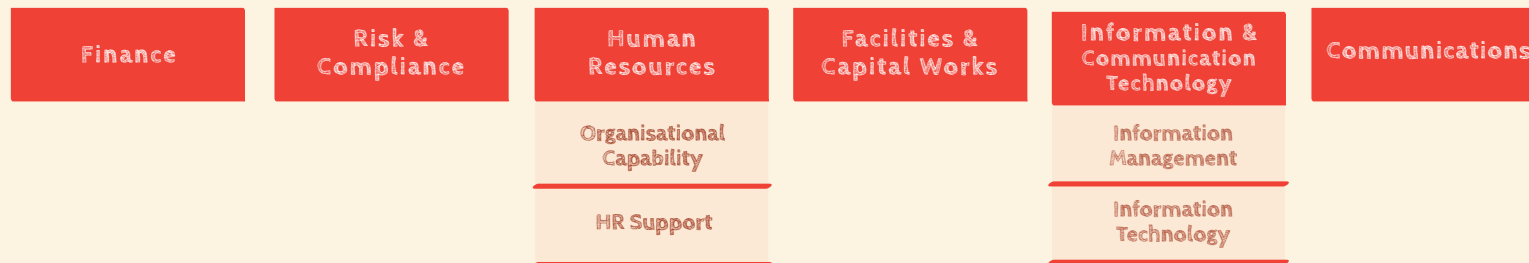 Finance
Risk &
Compliance
Human
Resources
Facilities &
Capital Works
Information &
Communication
Technology
Communications
Organisational
Capability
HR Support
Information
Management
Information
Technology